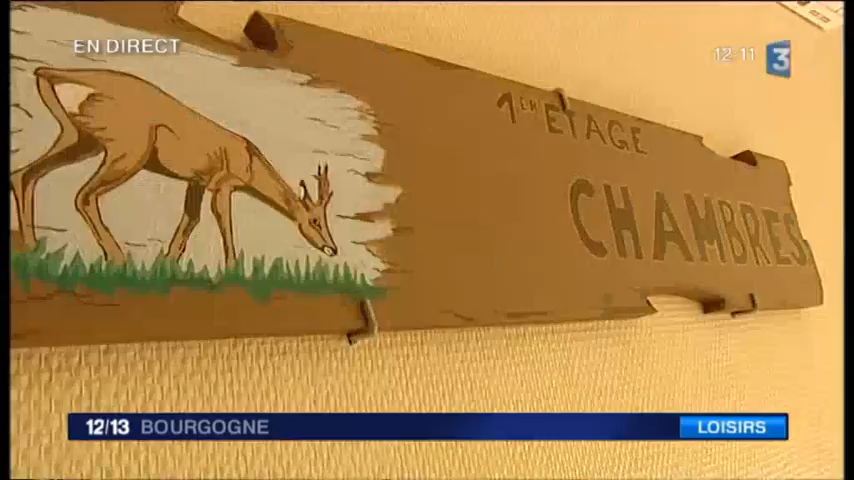 EN DIRECT
12:11 3
1ER ETAGE
CHAMBRES
12/13 BOURGOGNE LOISIRS